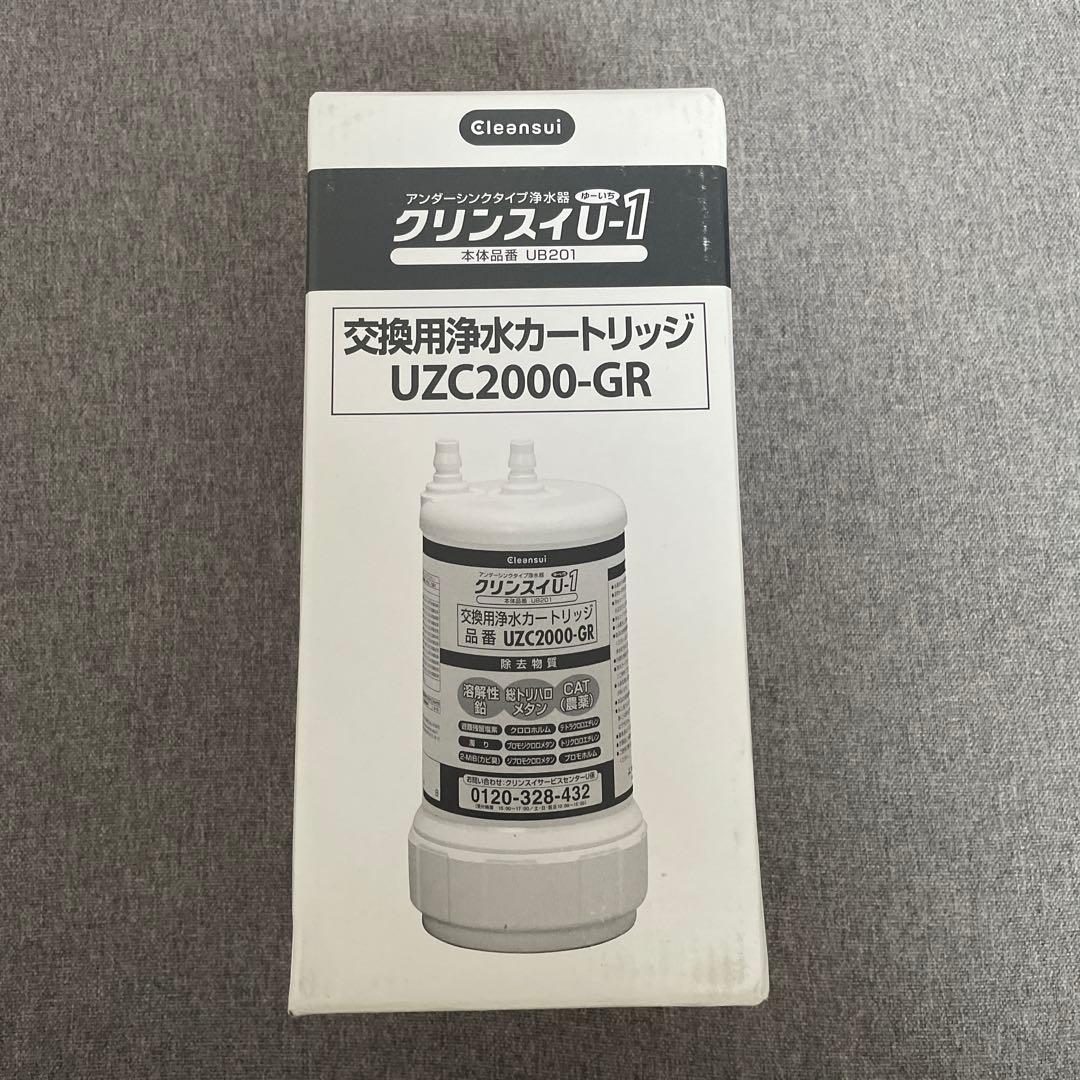 Cleansui
アンダーシンクタイプ浄水器
ゆーいち
クリンスイU-1
本体品番 UB201
交換用浄水カートリッジ
UZC2000-GR
Cleansui
アンダーシンクタイプ浄水器
クリンスイU-1
本体品番 UB201
交換用浄水カートリッジ
品番 UZC2000-GR
除去物質
溶解性鉛 総トリハロメタン CAT(農薬)
遊離残留塩素 クロロホルム テトラクロロエチレン
濁り ブロモジクロロメタン トリクロロエチレン
2-MIB(カビ臭) ジブロモクロロメタン ブロモホルム
お問い合わせ:クリンスイサービスセンターU係
0120-328-432